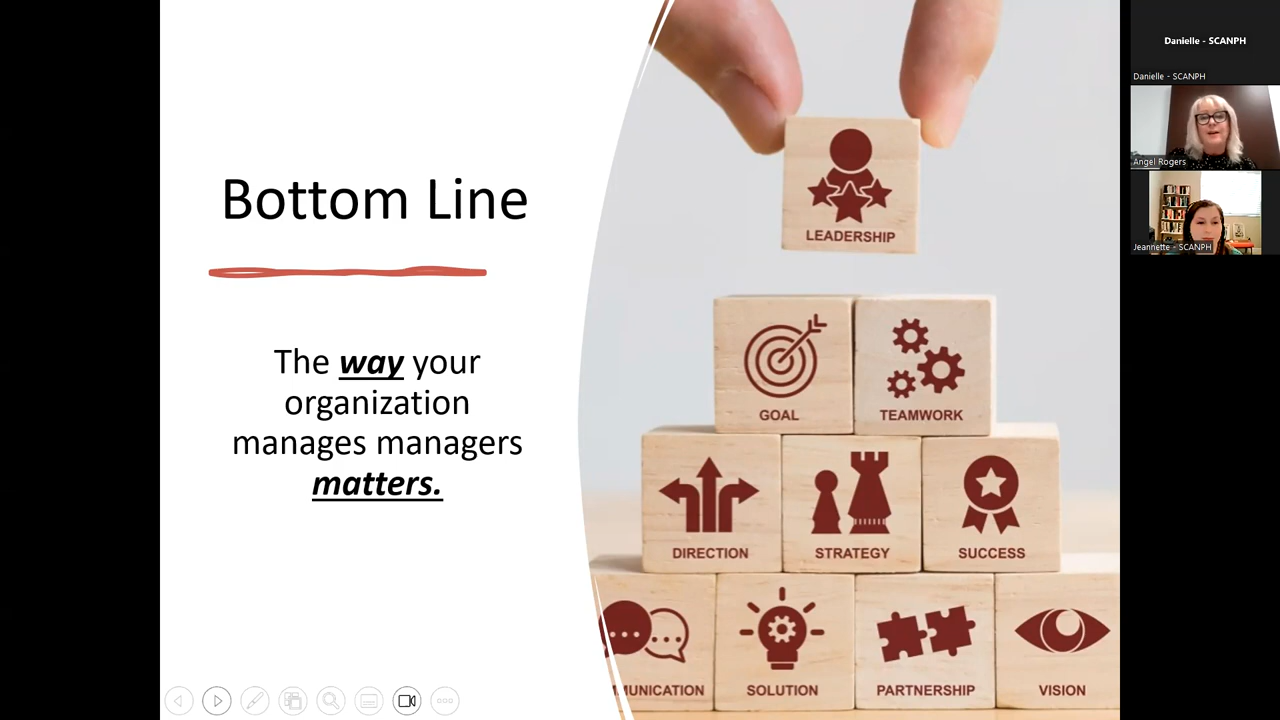 Bottom Line
The way your
organization
manages managers
matters.
LEADERSHIP
GOAL
TEAMWORK
DIRECTION
STRATEGY
SUCCESS
MUNICATION
SOLUTION
PARTNERSHIP
VISION
Danielle - SCANPH
Danielle - SCANPH
Angel Rogers
Jeannette - SCANPH